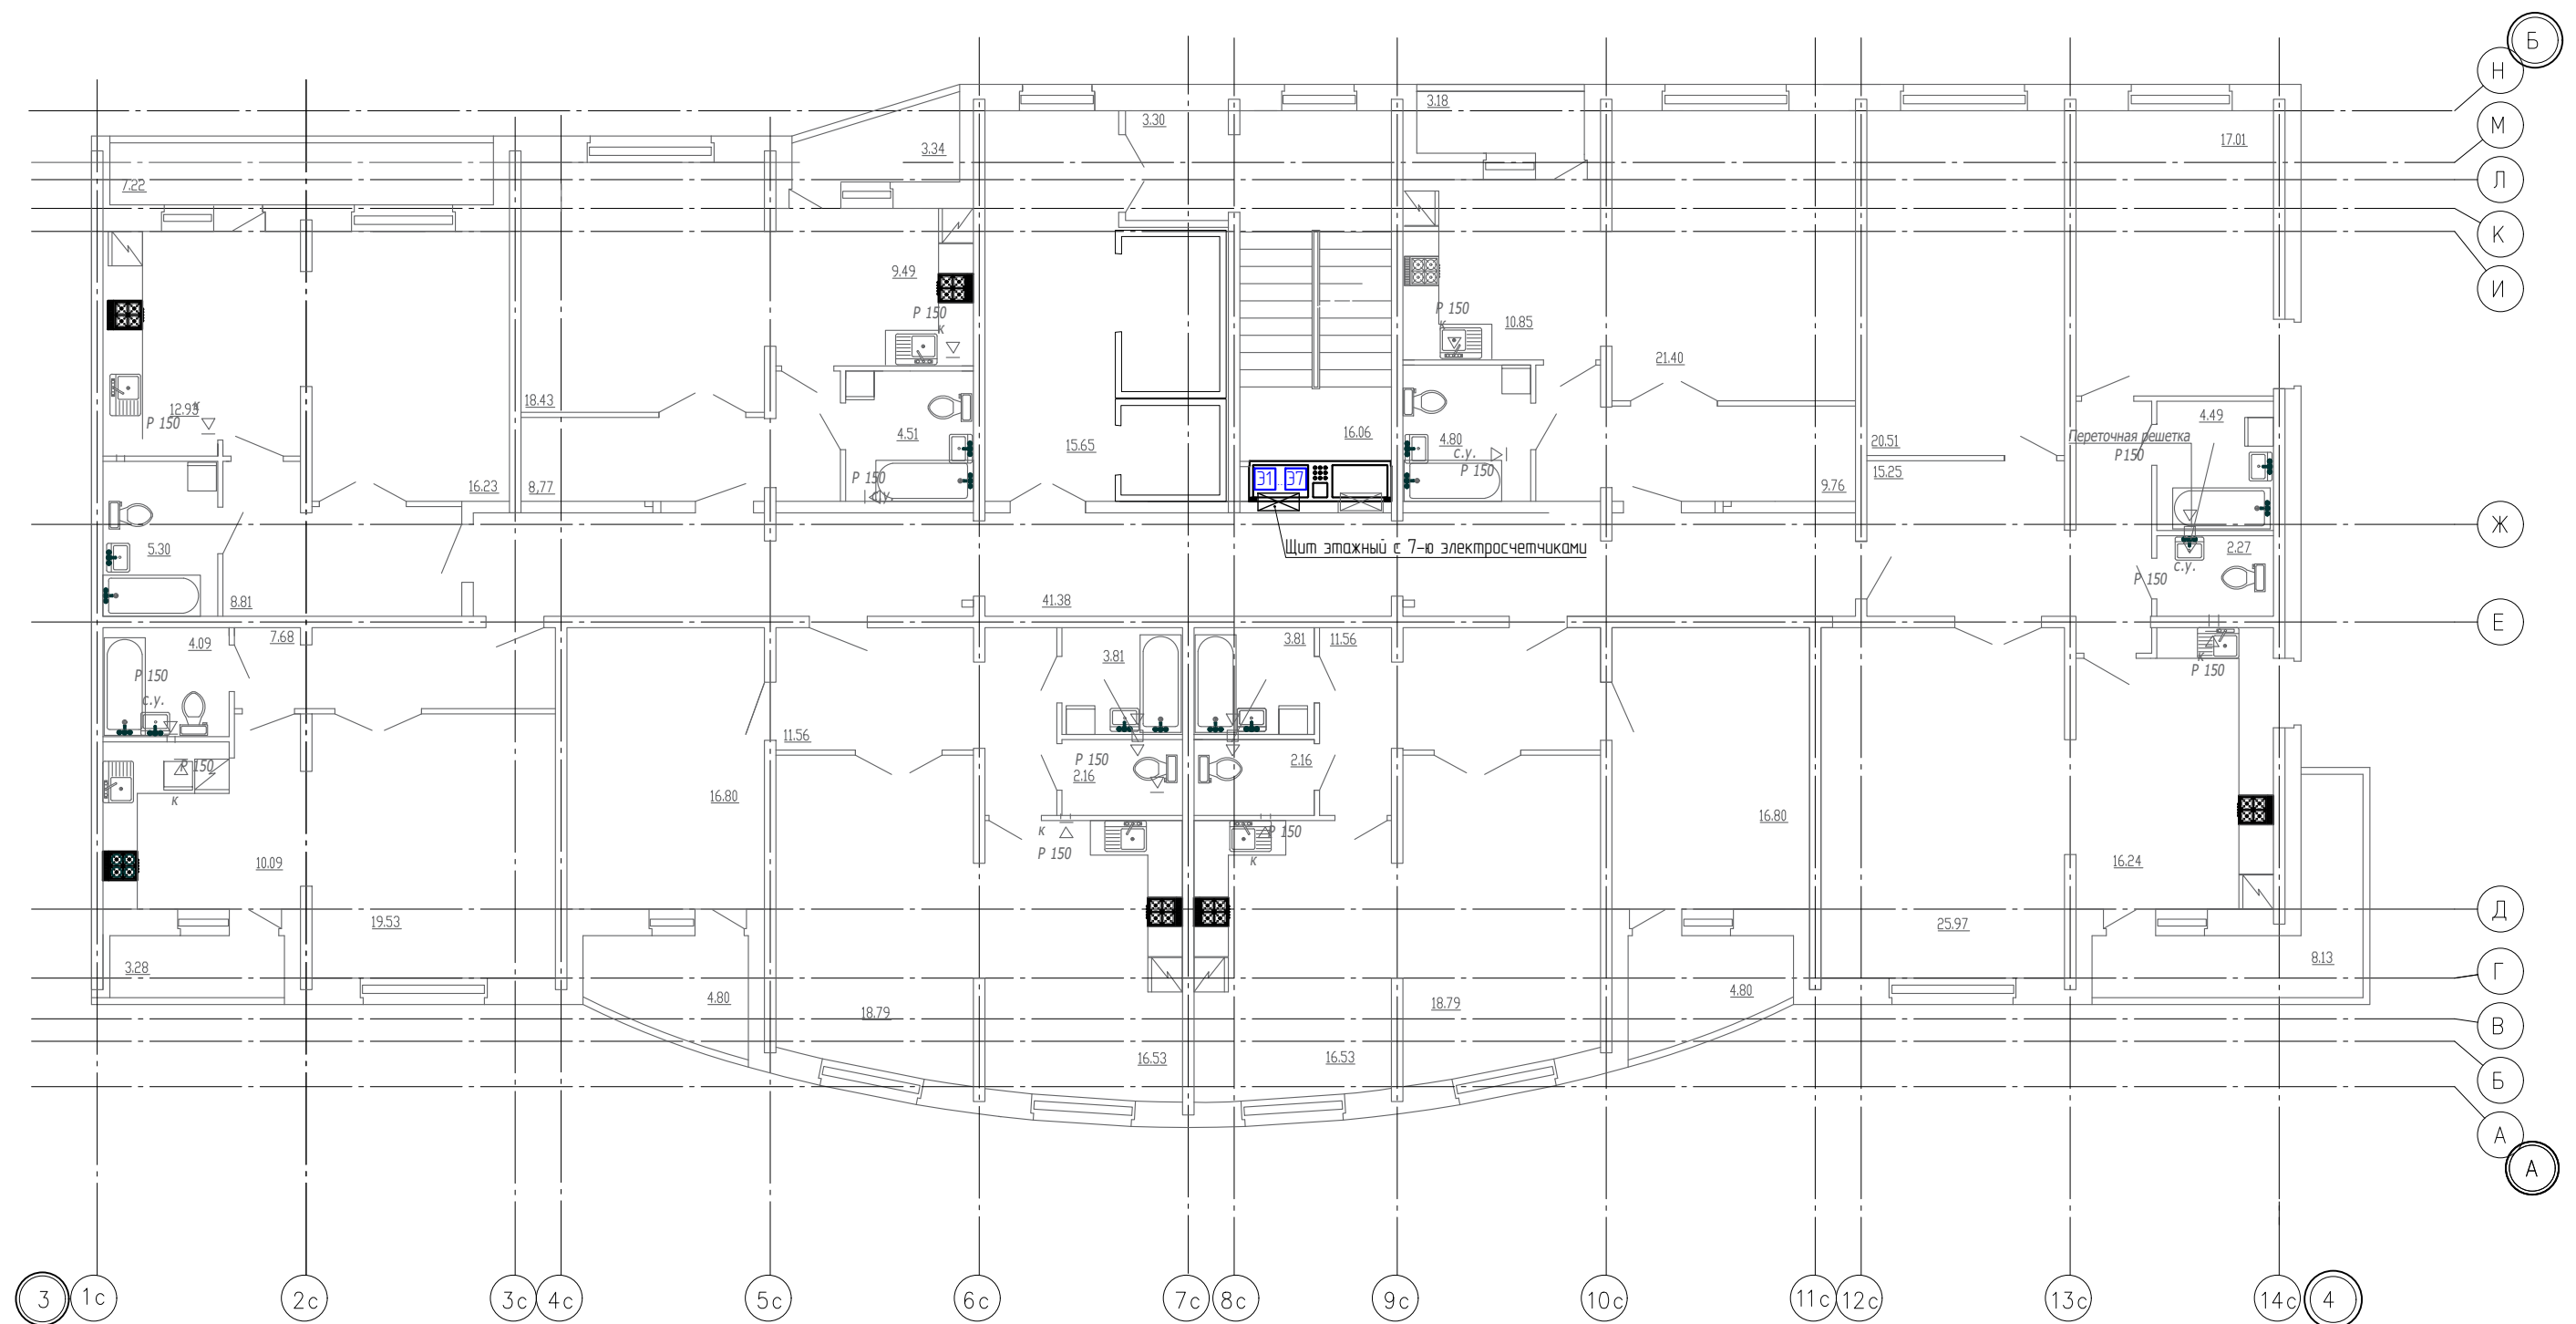 Б
Н
М
Л
К
И
Ж
Е
Д
Г
В
Б
А
А
3.18
3.30
3.34
17.01
7.22
9.49
Р 150
к
Р 150
к
10.85
21.40
12.93
к
Р 150
18.43
4.51
15.65
16.06
4.80
с.у.
Р 150
20.51
15.25
4.49
Переточная решетка
Р150
16.23
8,77
Р 150
с.у.
31
37
9.76
Щит этажный с 7-ю электросчетчиками
5.30
2.27
с.у.
Р 150
8.81
41.38
4.09
7.68
3.81
3.81
11.56
к
Р 150
Р 150
с.у.
11.56
Р 150
2.16
2.16
Р 150
к
16.80
16.80
к
Р 150
Р 150
к
10.09
16.24
19.53
25.97
3.28
8.13
4.80
4.80
18.79
18.79
16.53
16.53
3
1с
2с
3с
4с
5с
6с
7с
8с
9с
10с
11с
12с
13с
14с
4